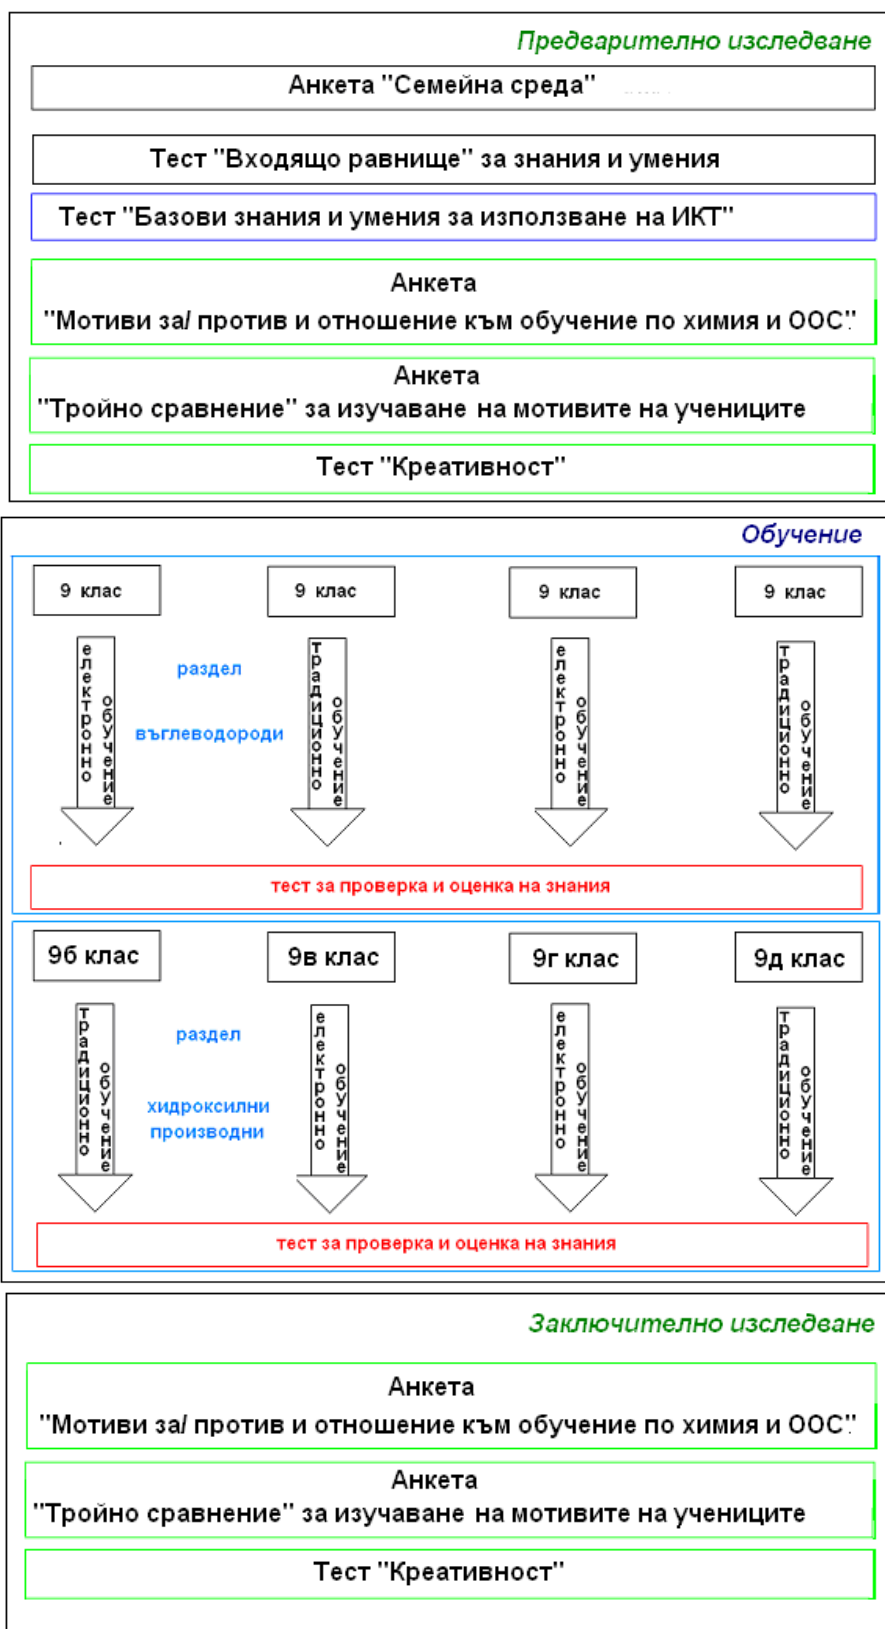 Предварително изследване
Анкета "Семейна среда"
Тест "Входящо равнище" за знания и умения
Тест "Базови знания и умения за използване на ИКТ"
Анкета
"Мотиви за/ против и отношение към обучение по химия и ООС".
Анкета
"Тройно сравнение" за изучаване на мотивите на учениците
Тест "Креативност"
Обучение
9 клас
9 клас
9 клас
9 клас
електронно обучение
раздел
въглеводороди
традиционно обучение
електронно обучение
традиционно обучение
тест за проверка и оценка на знания
9б клас
9в клас
9г клас
9д клас
традиционно обучение
раздел
хидроксилни
производни
електронно обучение
електронно обучение
традиционно обучение
тест за проверка и оценка на знания
Заключително изследване
Анкета
"Мотиви за/ против и отношение към обучение по химия и ООС".
Анкета
"Тройно сравнение" за изучаване на мотивите на учениците
Тест "Креативност"